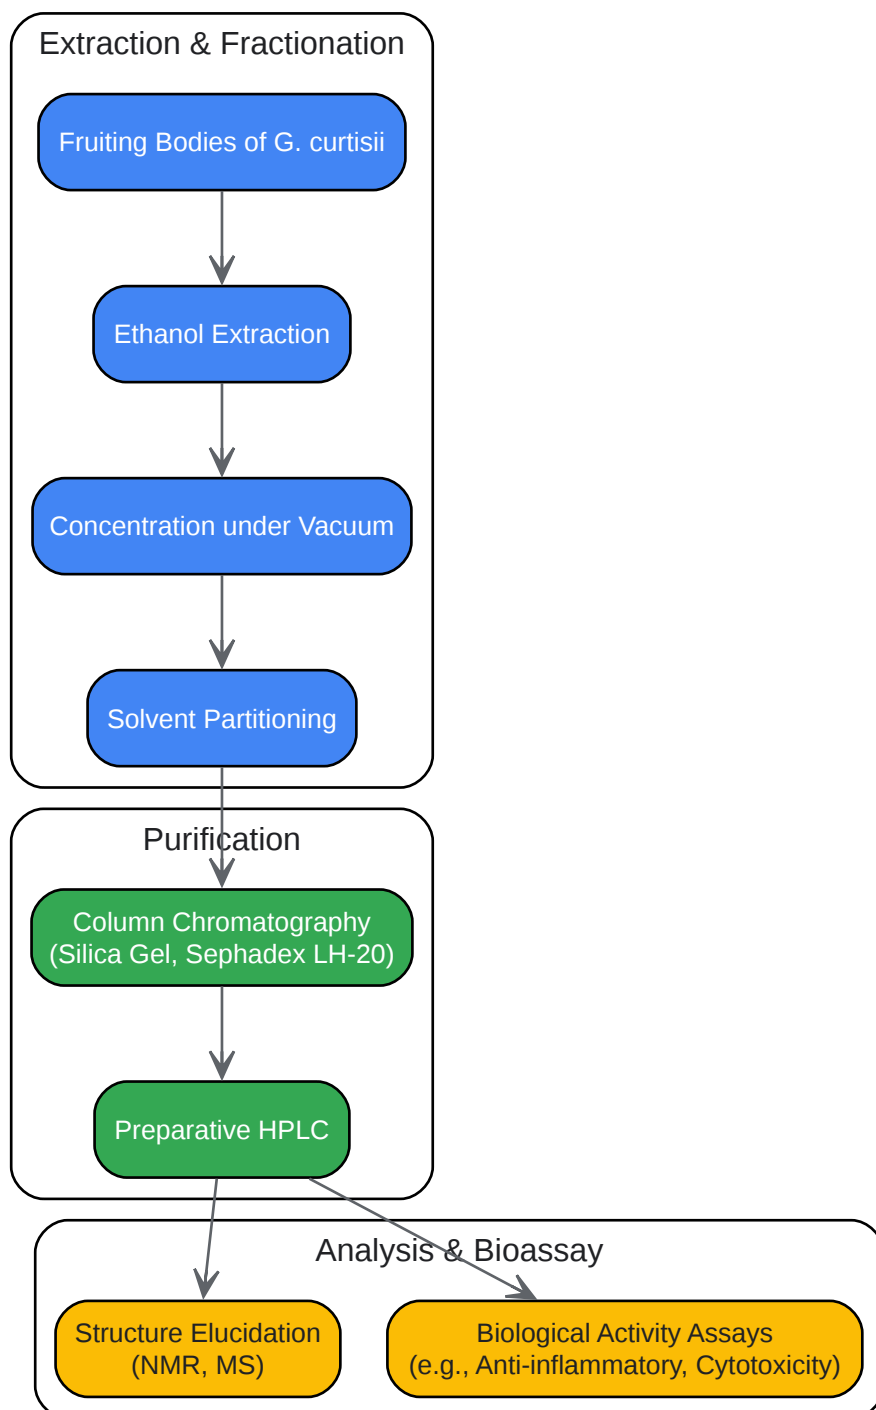 Extraction & Fractionation
Fruiting Bodies of G. curtisii
Ethanol Extraction
Concentration under Vacuum
Solvent Partitioning
Purification
Column Chromatography
(Silica Gel, Sephadex LH-20)
Preparative HPLC
Analysis & Bioassay
Structure Elucidation
(NMR, MS)
Biological Activity Assays
(e.g., Anti-inflammatory, Cytotoxicity)